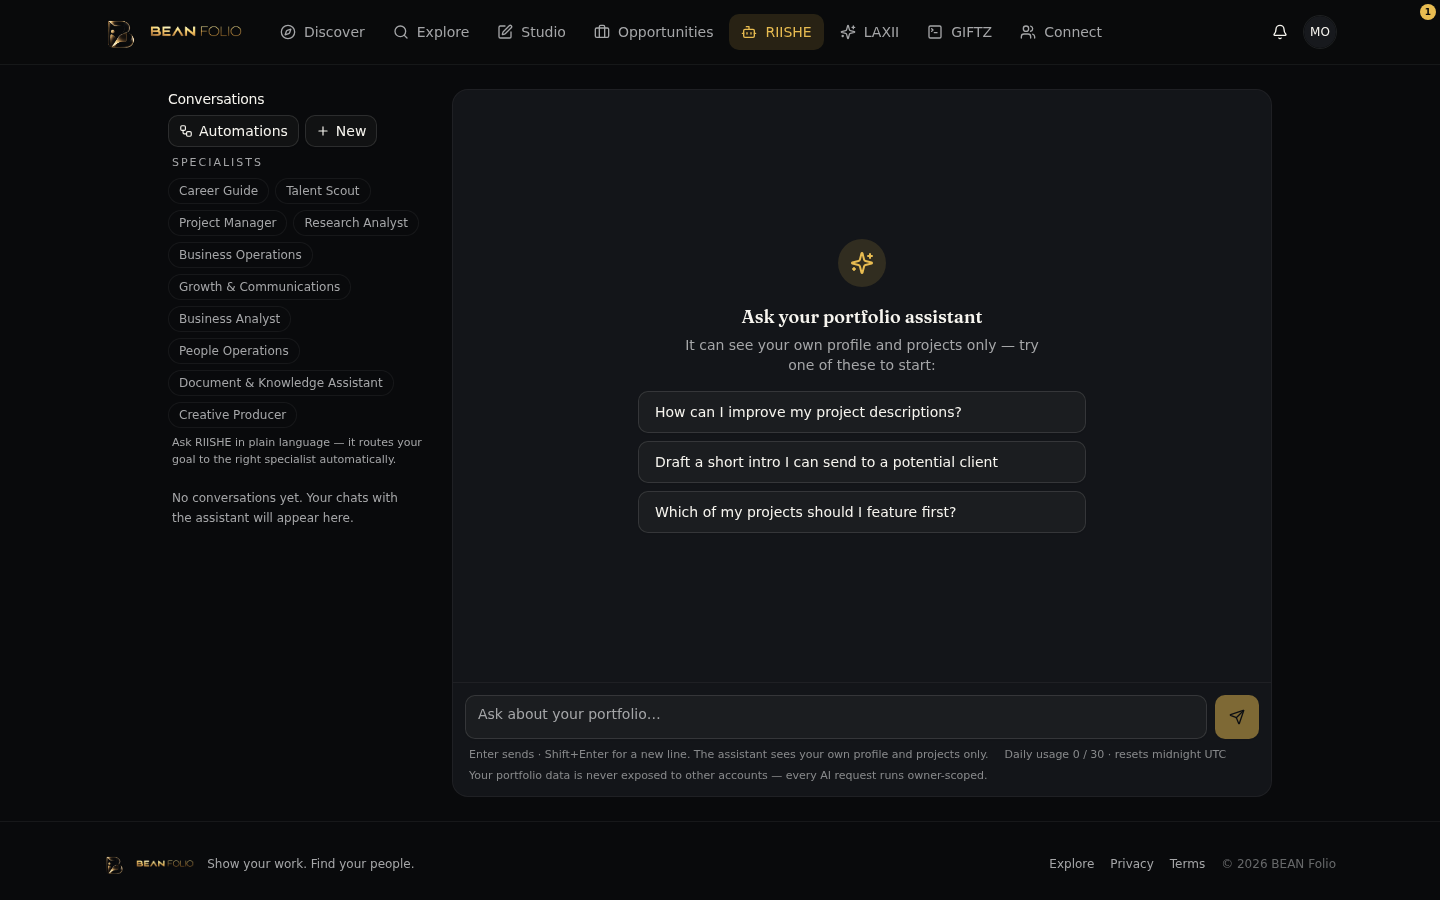 1
BEAN FOLIO
Discover
Explore
Studio
Opportunities
RIISHE
LAXII
GIFTZ
Connect
MO
Conversations
Automations
New
SPECIALISTS
Career Guide
Talent Scout
Project Manager
Research Analyst
Business Operations
Growth & Communications
Business Analyst
People Operations
Document & Knowledge Assistant
Creative Producer
Ask RIISHE in plain language — it routes your
goal to the right specialist automatically.
No conversations yet. Your chats with
the assistant will appear here.
Ask your portfolio assistant
It can see your own profile and projects only — try
one of these to start:
How can I improve my project descriptions?
Draft a short intro I can send to a potential client
Which of my projects should I feature first?
Ask about your portfolio...
Enter sends · Shift+Enter for a new line. The assistant sees your own profile and projects only.
Daily usage 0 / 30 · resets midnight UTC
Your portfolio data is never exposed to other accounts — every AI request runs owner-scoped.
BEAN FOLIO
Show your work. Find your people.
Explore
Privacy
Terms
© 2026 BEAN Folio